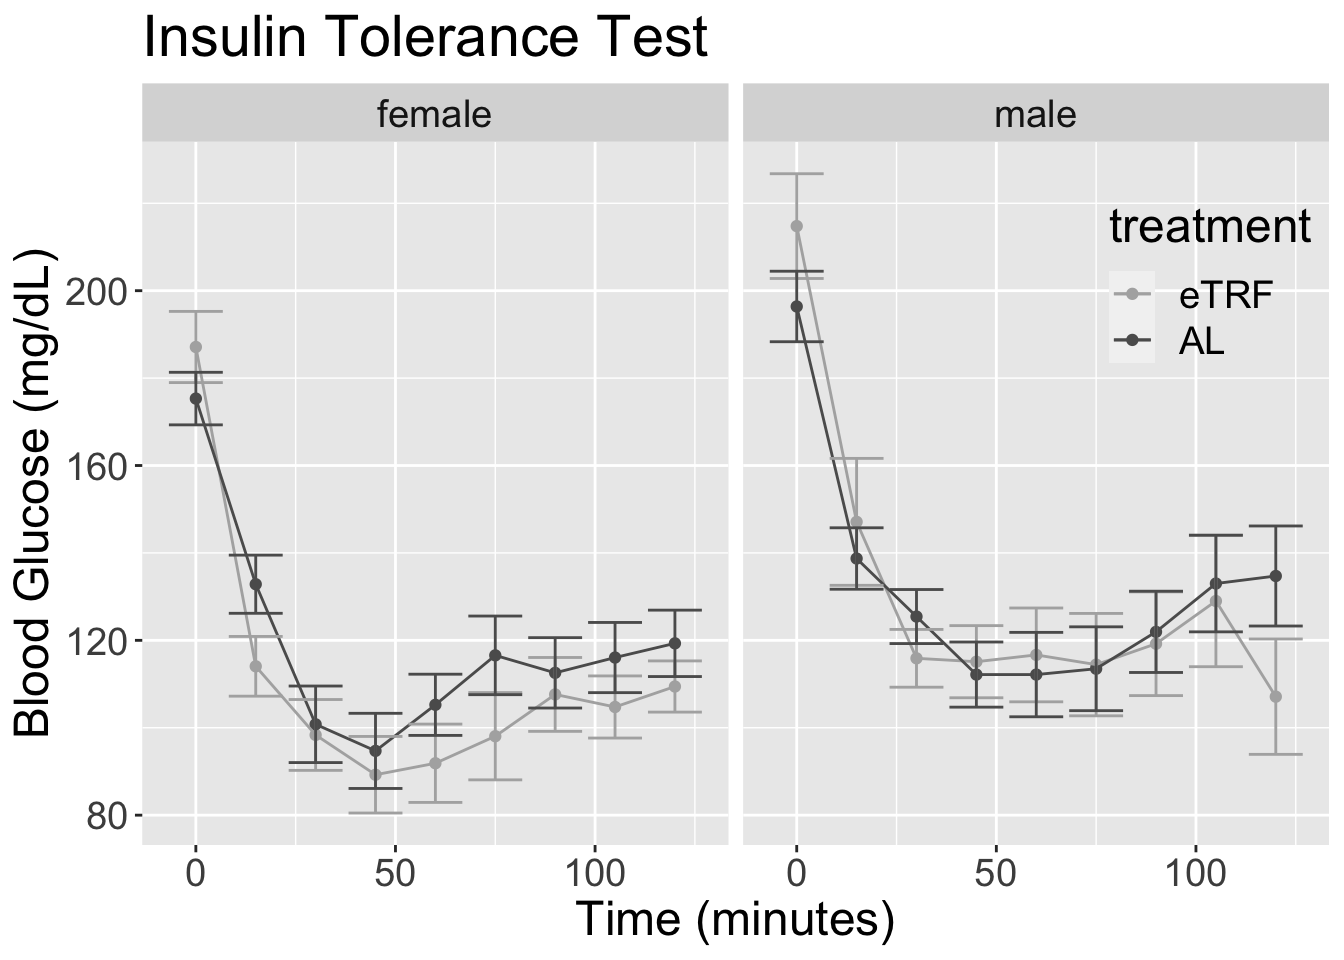 Insulin Tolerance Test
female
male
treatment
eTRF
AL
Blood Glucose (mg/dL)
200
160
120
80
0
50
100
0
50
100
Time (minutes)